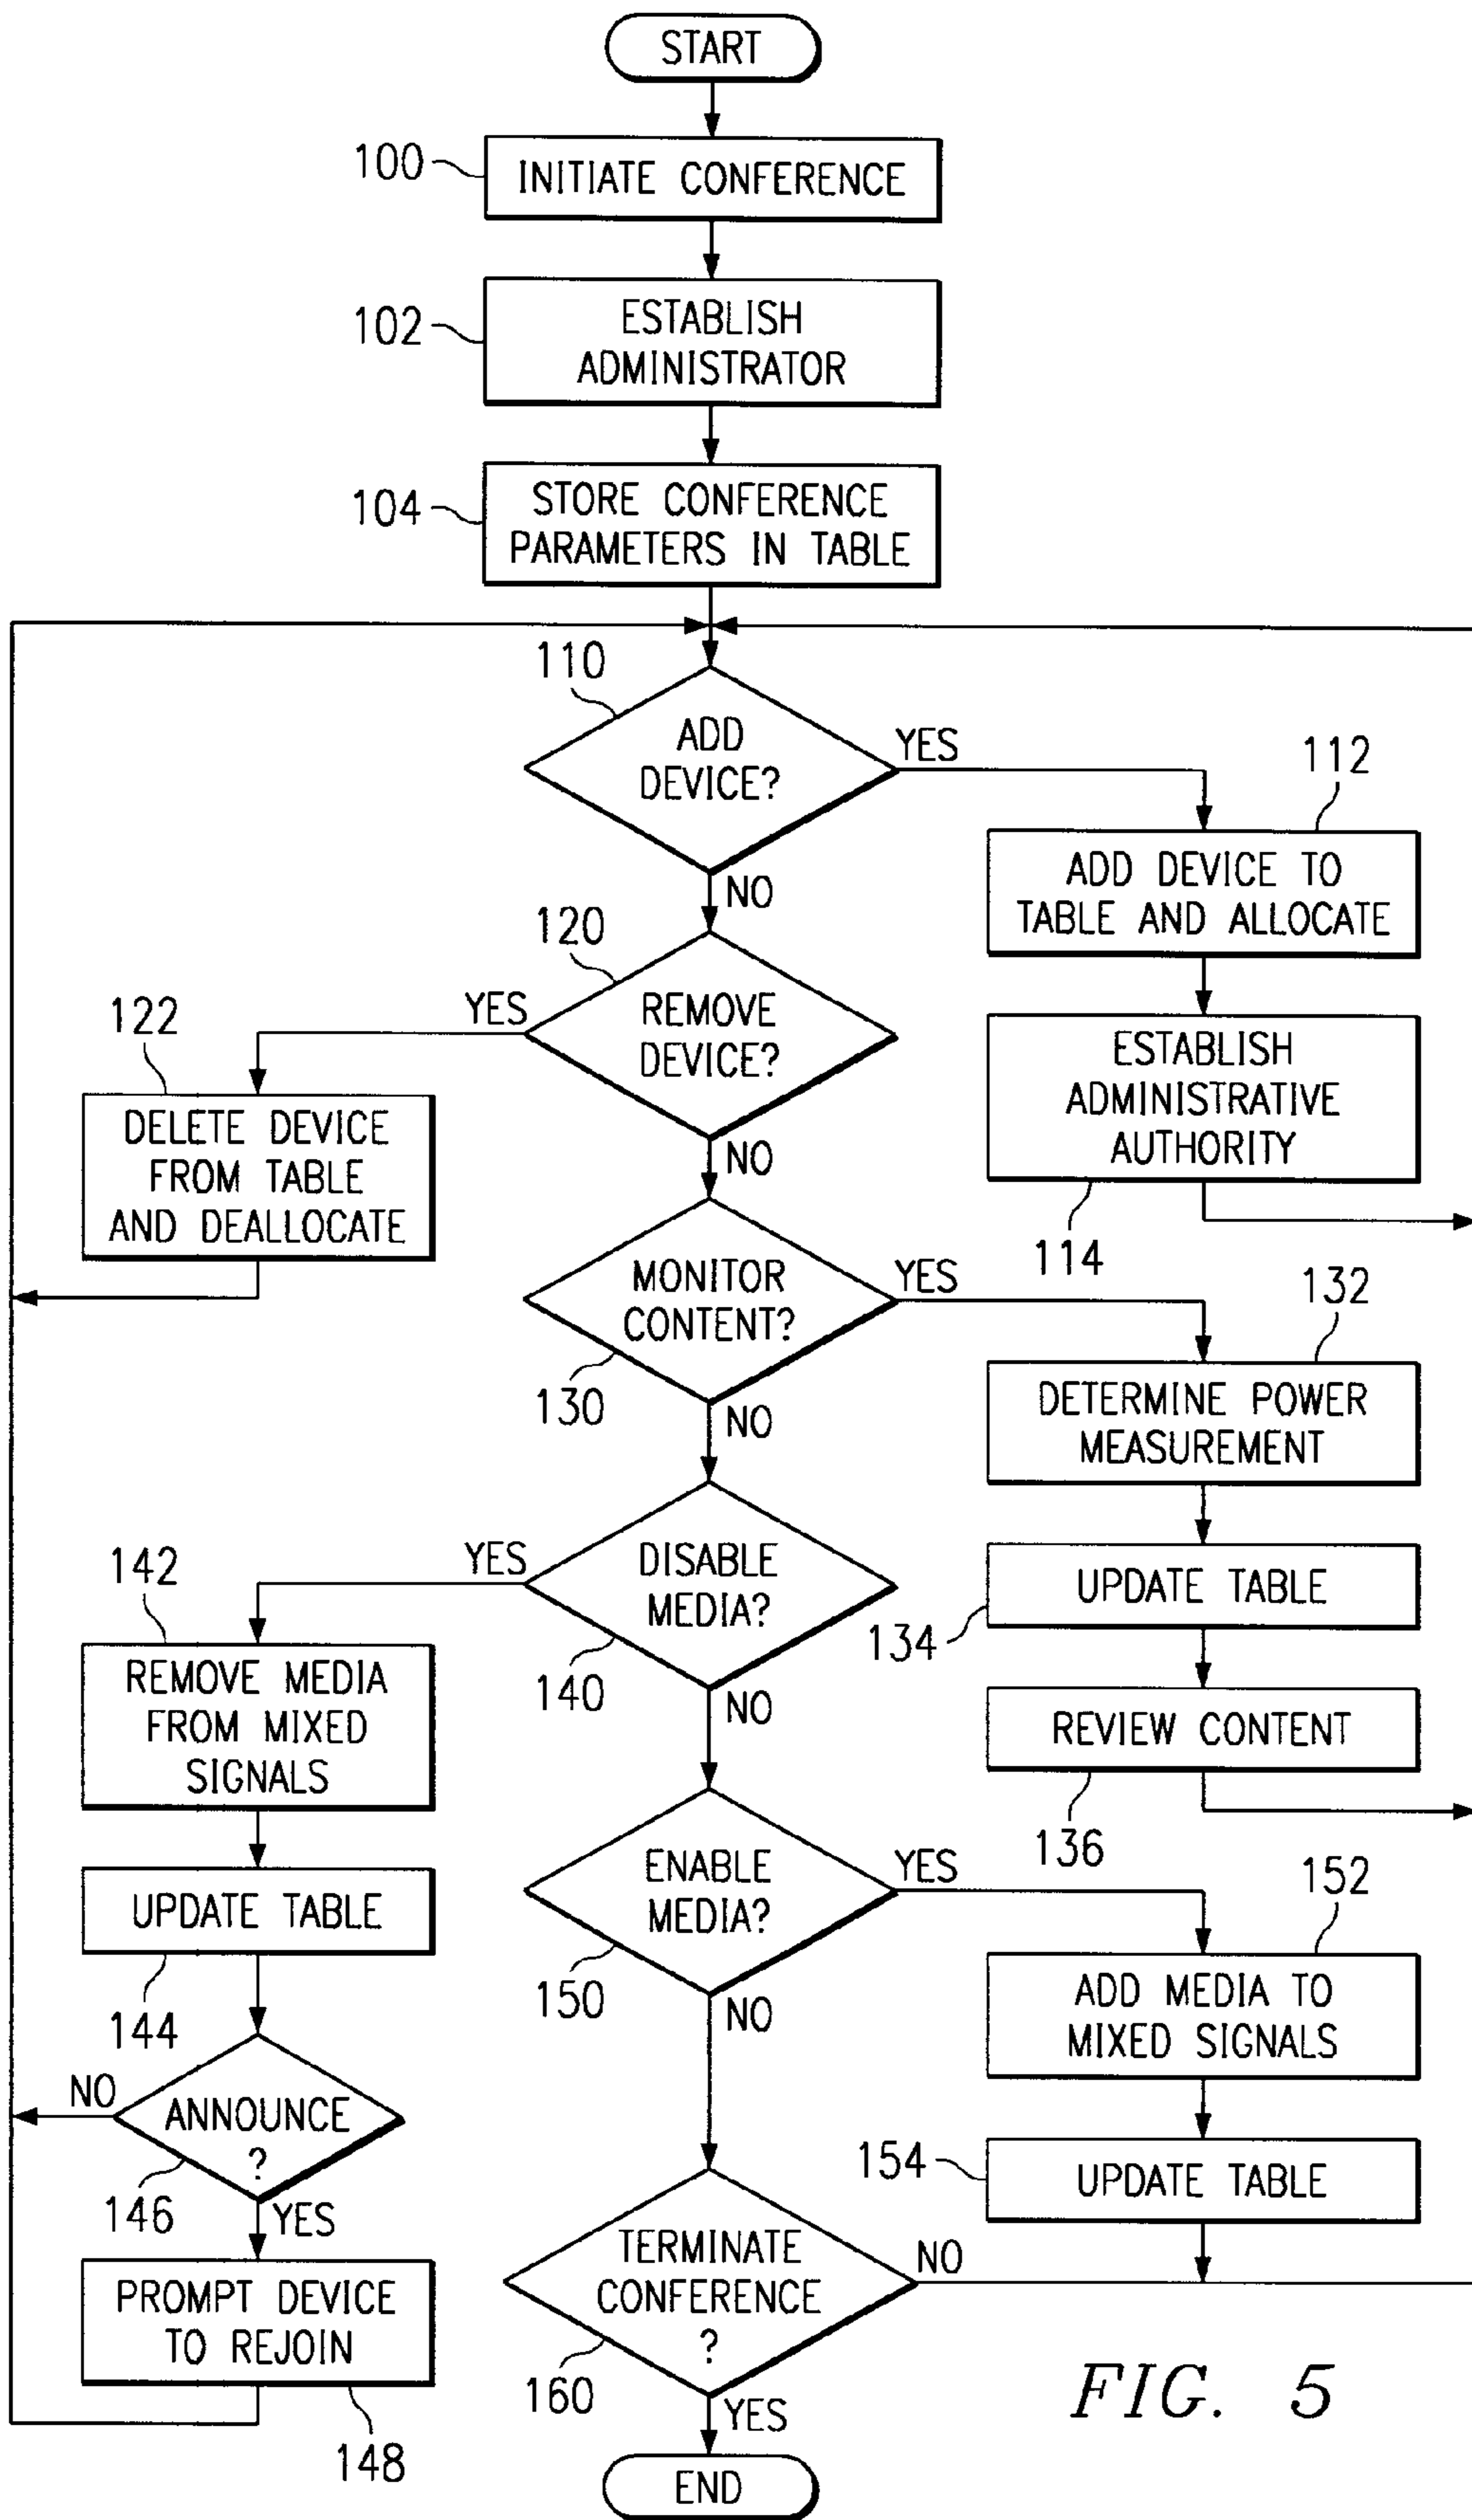 START
100
INITIATE CONFERENCE
102
ESTABLISH
ADMINISTRATOR
104
STORE CONFERENCE
PARAMETERS IN TABLE
110
ADD
DEVICE?
YES
NO
112
ADD DEVICE TO
TABLE AND ALLOCATE
ESTABLISH
ADMINISTRATIVE
AUTHORITY
114
120
REMOVE
DEVICE?
YES
NO
122
DELETE DEVICE
FROM TABLE
AND DEALLOCATE
MONITOR
CONTENT?
130
YES
NO
132
DETERMINE POWER
MEASUREMENT
UPDATE TABLE
134
REVIEW CONTENT
136
DISABLE
MEDIA?
140
YES
NO
142
REMOVE MEDIA
FROM MIXED
SIGNALS
UPDATE TABLE
144
ANNOUNCE
?
146
NO
YES
PROMPT DEVICE
TO REJOIN
148
ENABLE
MEDIA?
150
YES
NO
152
ADD MEDIA TO
MIXED SIGNALS
154
UPDATE TABLE
TERMINATE
CONFERENCE
?
160
NO
YES
END
FIG. 5